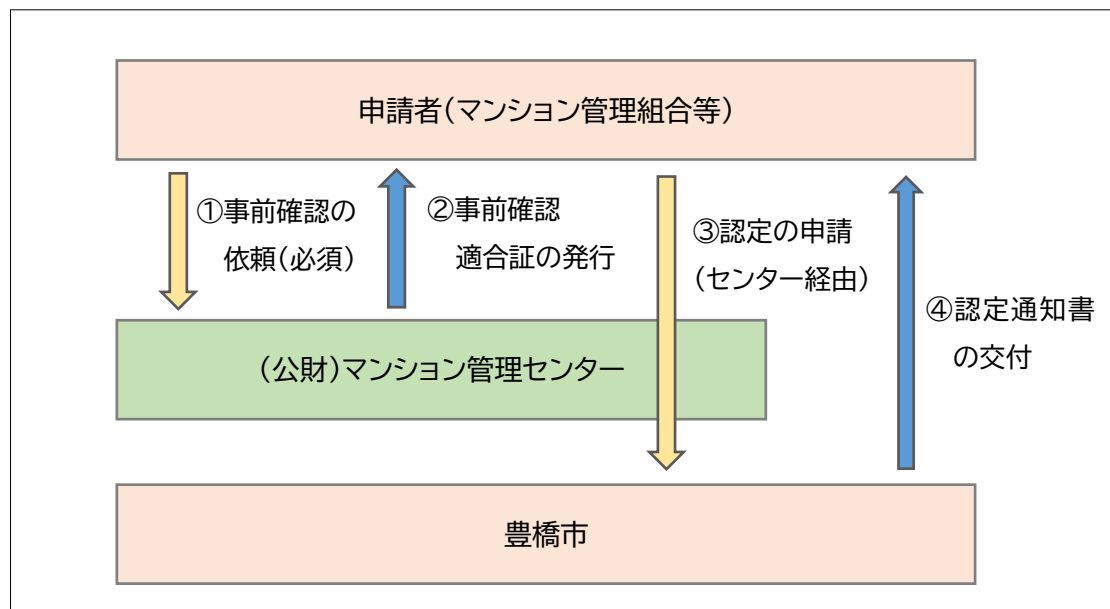 申請者（マンション管理組合等）
①事前確認の
依頼（必須）
②事前確認
適合証の発行
③認定の申請
（センター経由）
④認定通知書
の交付
（公財）マンション管理センター
豊橋市